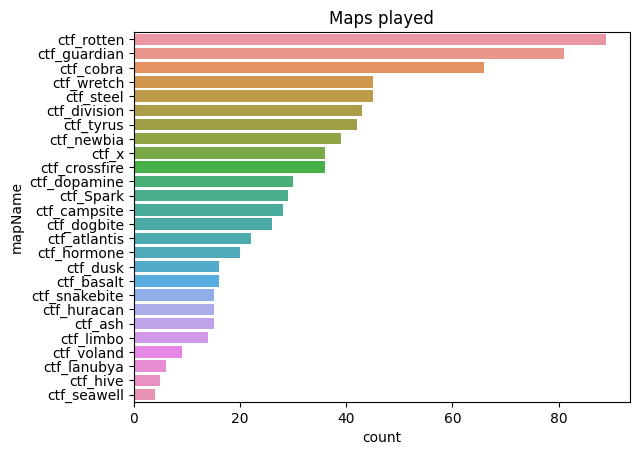 Maps played
mapName
ctf_rotten
ctf_guardian
ctf_cobra
ctf_wretch
ctf_steel
ctf_division
ctf_tyrus
ctf_newbia
ctf_x
ctf_crossfire
ctf_dopamine
ctf_Spark
ctf_campsite
ctf_dogbite
ctf_atlantis
ctf_hormone
ctf_dusk
ctf_basalt
ctf_snakebite
ctf_huracan
ctf_ash
ctf_limbo
ctf_voland
ctf_lanubya
ctf_hive
ctf_seawell
0 20 40 60 80
count